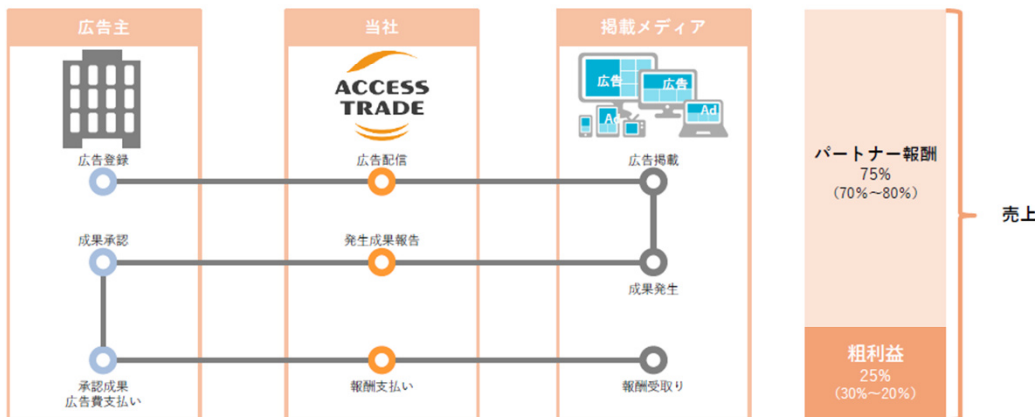 広告主
当社
掲載メディア
ACCESS
TRADE
広告
広告
Ad
Ad
広告登録
広告配信
広告掲載
成果承認
発生成果報告
成果発生
承認成果
広告費支払い
報酬支払い
報酬受取り
パートナー報酬
75%
(70%～80%)
粗利益
25%
(30%～20%)
売上